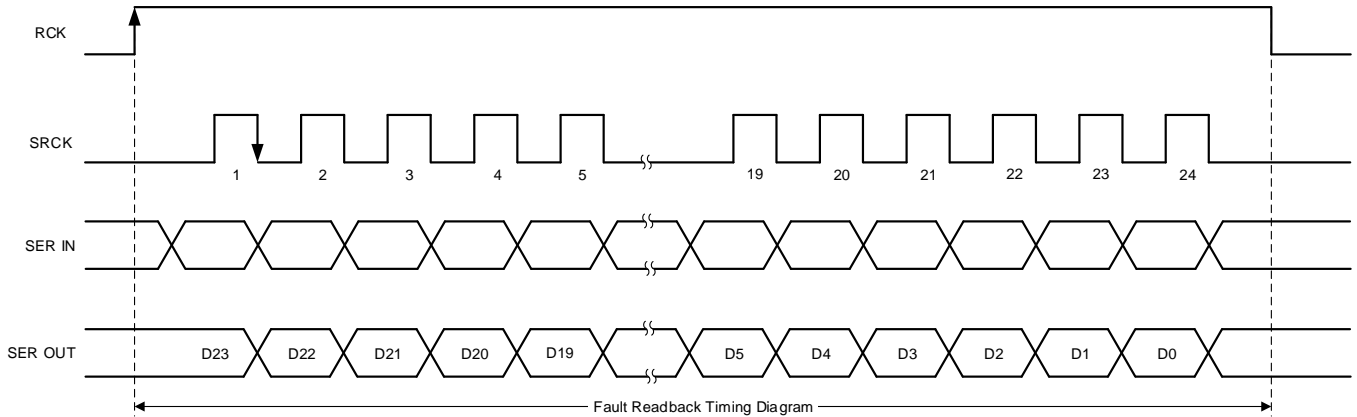 RCK
SRCK
1 2 3 4 5 19 20 21 22 23 24
SER IN
SER OUT
D23 D22 D21 D20 D19 D5 D4 D3 D2 D1 D0
Fault Readback Timing Diagram